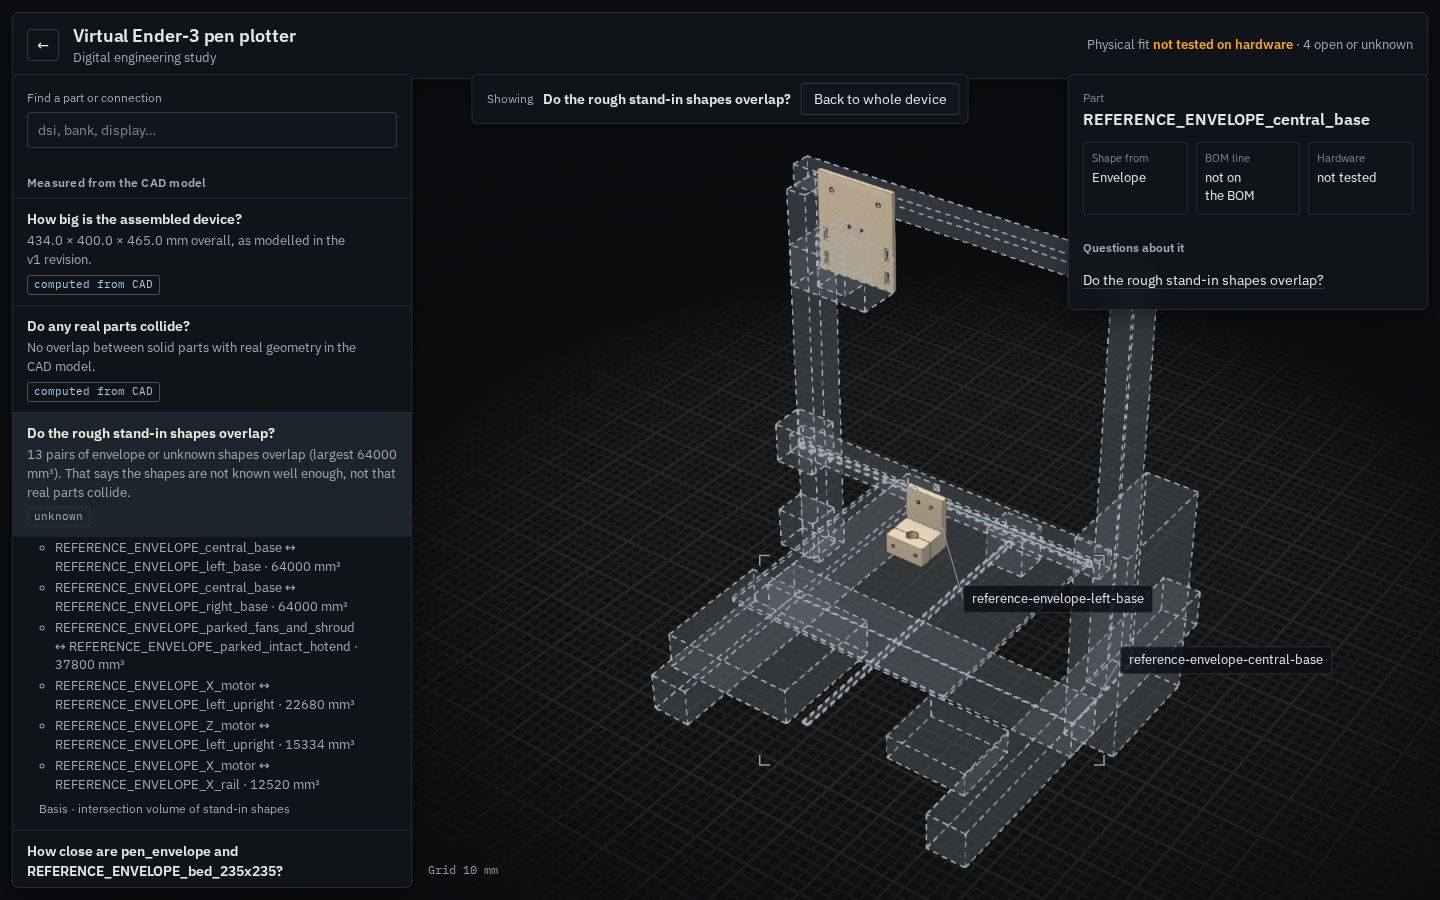 ←
Virtual Ender-3 pen plotter
Digital engineering study
Physical fit not tested on hardware · 4 open or unknown
Find a part or connection
dsi, bank, display...
Measured from the CAD model
How big is the assembled device?
434.0 × 400.0 × 465.0 mm overall, as modelled in the
v1 revision.
computed from CAD
Do any real parts collide?
No overlap between solid parts with real geometry in the
CAD model.
computed from CAD
Do the rough stand-in shapes overlap?
13 pairs of envelope or unknown shapes overlap (largest 64000
mm³). That says the shapes are not known well enough, not that
real parts collide.
unknown
REFERENCE_ENVELOPE_central_base ↔
REFERENCE_ENVELOPE_left_base · 64000 mm³
REFERENCE_ENVELOPE_central_base ↔
REFERENCE_ENVELOPE_right_base · 64000 mm³
REFERENCE_ENVELOPE_parked_fans_and_shroud
↔ REFERENCE_ENVELOPE_parked_intact_hotend ·
37800 mm³
REFERENCE_ENVELOPE_X_motor ↔
REFERENCE_ENVELOPE_left_upright · 22680 mm³
REFERENCE_ENVELOPE_Z_motor ↔
REFERENCE_ENVELOPE_left_upright · 15334 mm³
REFERENCE_ENVELOPE_X_motor ↔
REFERENCE_ENVELOPE_X_rail · 12520 mm³
Basis · intersection volume of stand-in shapes
How close are pen_envelope and
REFERENCE_ENVELOPE_bed_235x235?
Showing Do the rough stand-in shapes overlap? Back to whole device
reference-envelope-left-base
reference-envelope-central-base
Grid 10 mm
Part
REFERENCE_ENVELOPE_central_base
Shape from
Envelope
BOM line
not on
the BOM
Hardware
not tested
Questions about it
Do the rough stand-in shapes overlap?